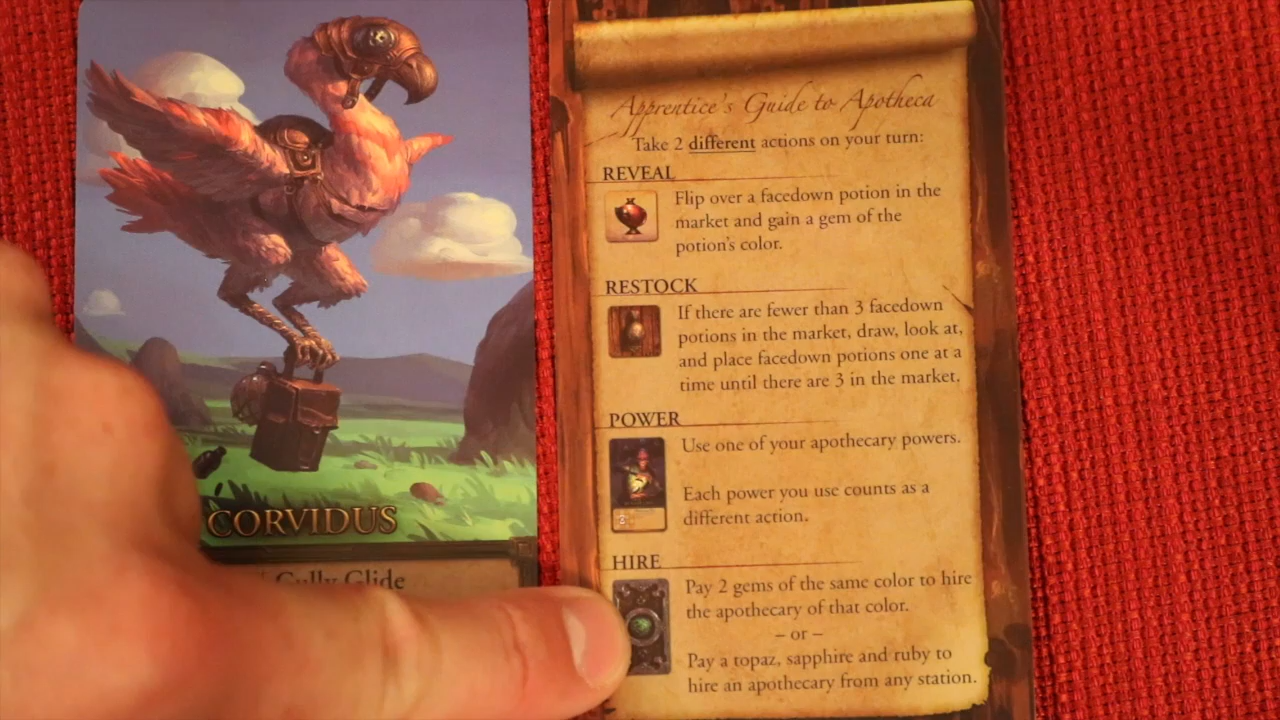 CORVIDUS
Gully Glide
Apprentice's Guide to Apotheca
Take 2 different actions on your turn:
REVEAL
Flip over a facedown potion in the
market and gain a gem of the
potion's color.
RESTOCK
If there are fewer than 3 facedown
potions in the market, draw, look at,
and place facedown potions one at a
time until there are 3 in the market.
POWER
Use one of your apothecary powers.
Each power you use counts as a
different action.
HIRE
Pay 2 gems of the same color to hire
the apothecary of that color.
– or –
Pay a topaz, sapphire and ruby to
hire an apothecary from any station.